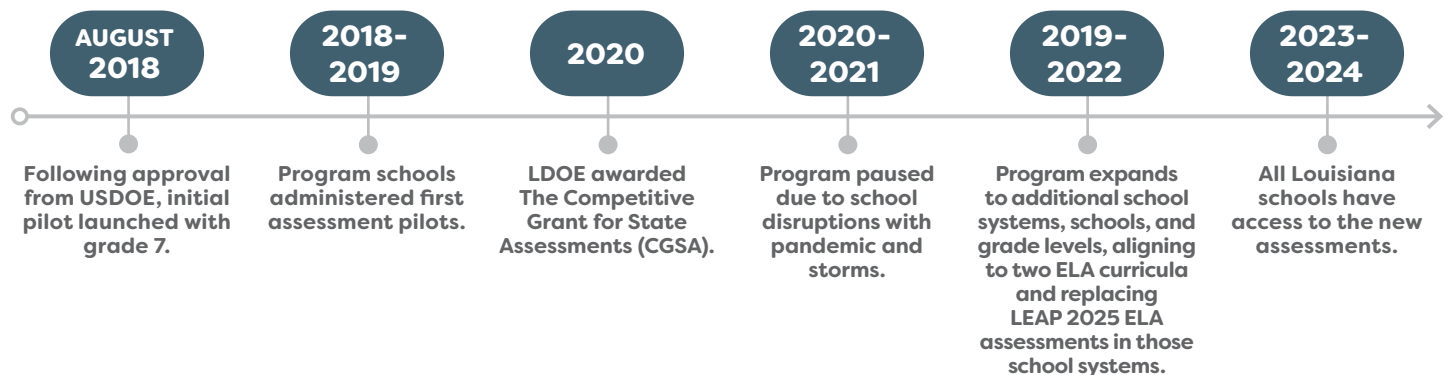 AUGUST
2018
Following approval
from USDOE, initial
pilot launched with
grade 7.
2018-
2019
Program schools
administered first
assessment pilots.
2020
LDOE awarded
The Competitive
Grant for State
Assessments (CGSA).
2020-
2021
Program paused
due to school
disruptions with
pandemic and
storms.
2019-
2022
Program expands
to additional school
systems, schools, and
grade levels, aligning
to two ELA curricula
and replacing
LEAP 2025 ELA
assessments in those
school systems.
2023-
2024
All Louisiana
schools have
access to the new
assessments.